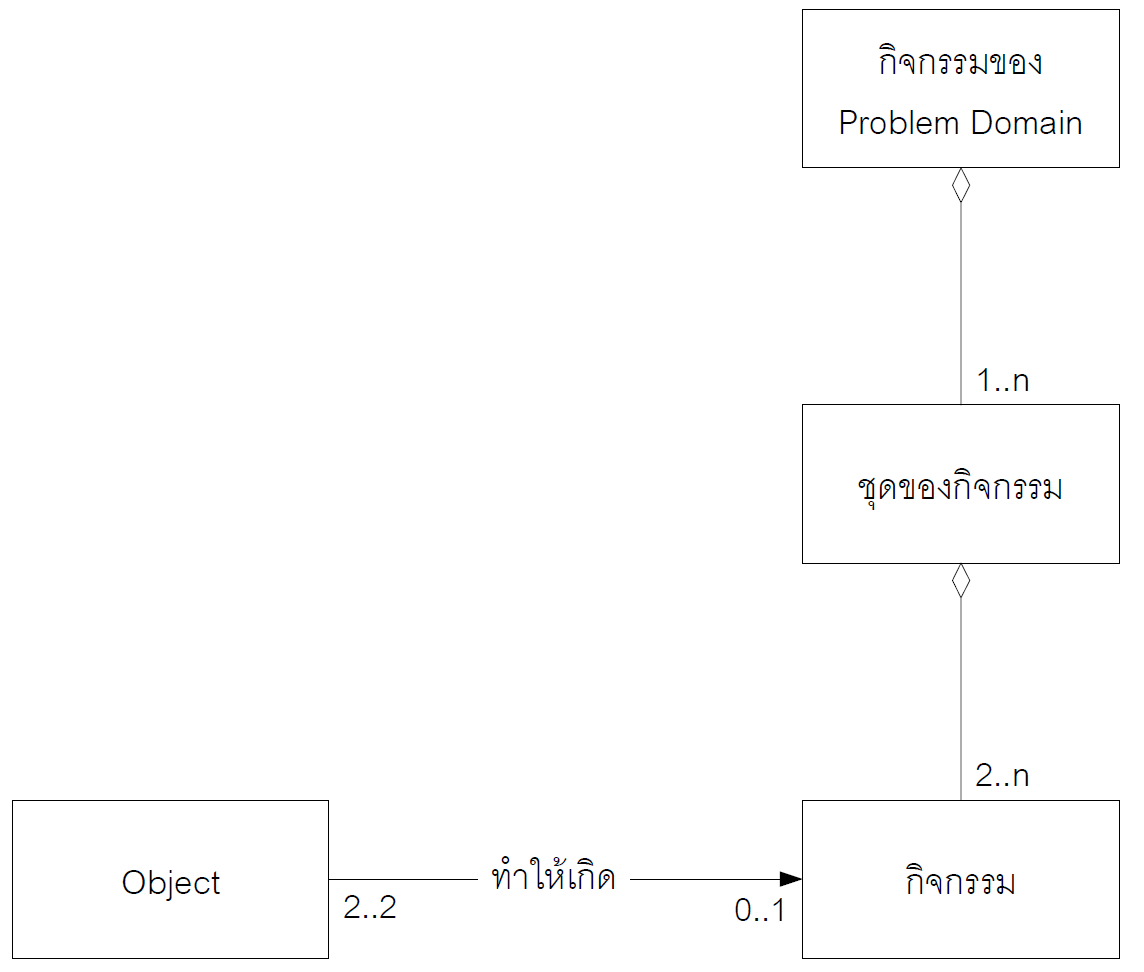 กิจกรรมของ
Problem Domain
1..n
ชุดของกิจกรรม
2..n
Object
2..2
ทำให้เกิด
0..1
กิจกรรม